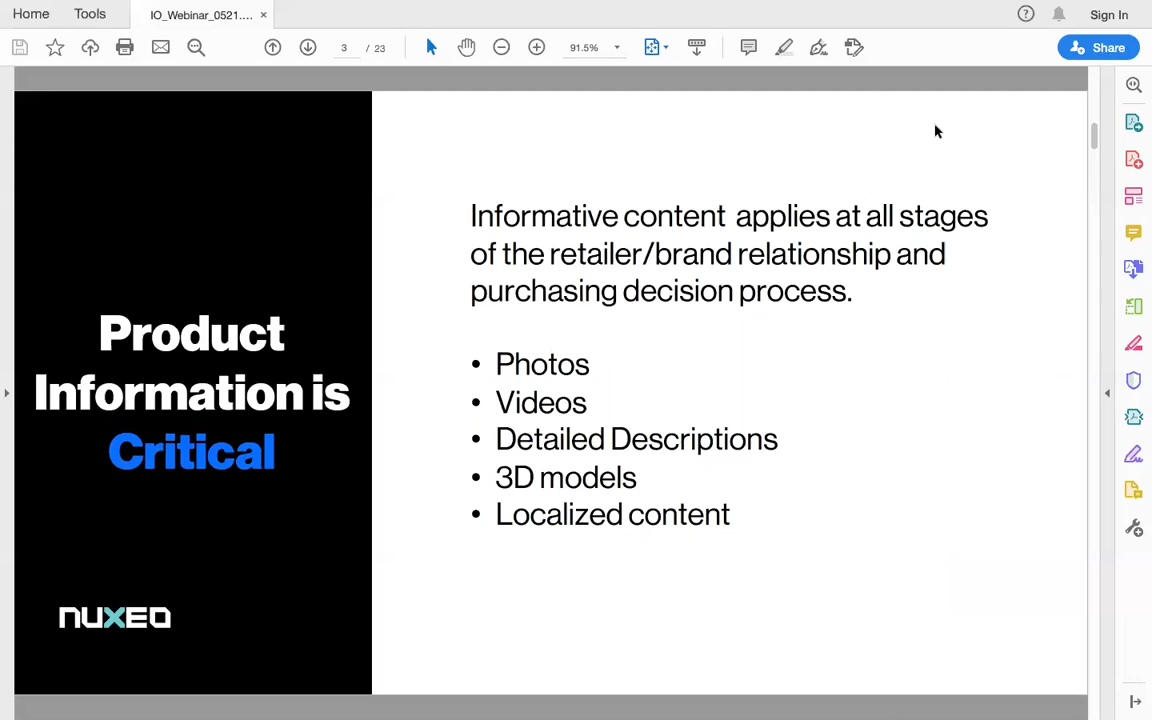 Home Tools IO_Webinar_0521.... × Sign In
3 / 23 91.5% Share
Product
Information is
Critical
nuxeo
Informative content applies at all stages
of the retailer/brand relationship and
purchasing decision process.
• Photos
• Videos
• Detailed Descriptions
• 3D models
• Localized content